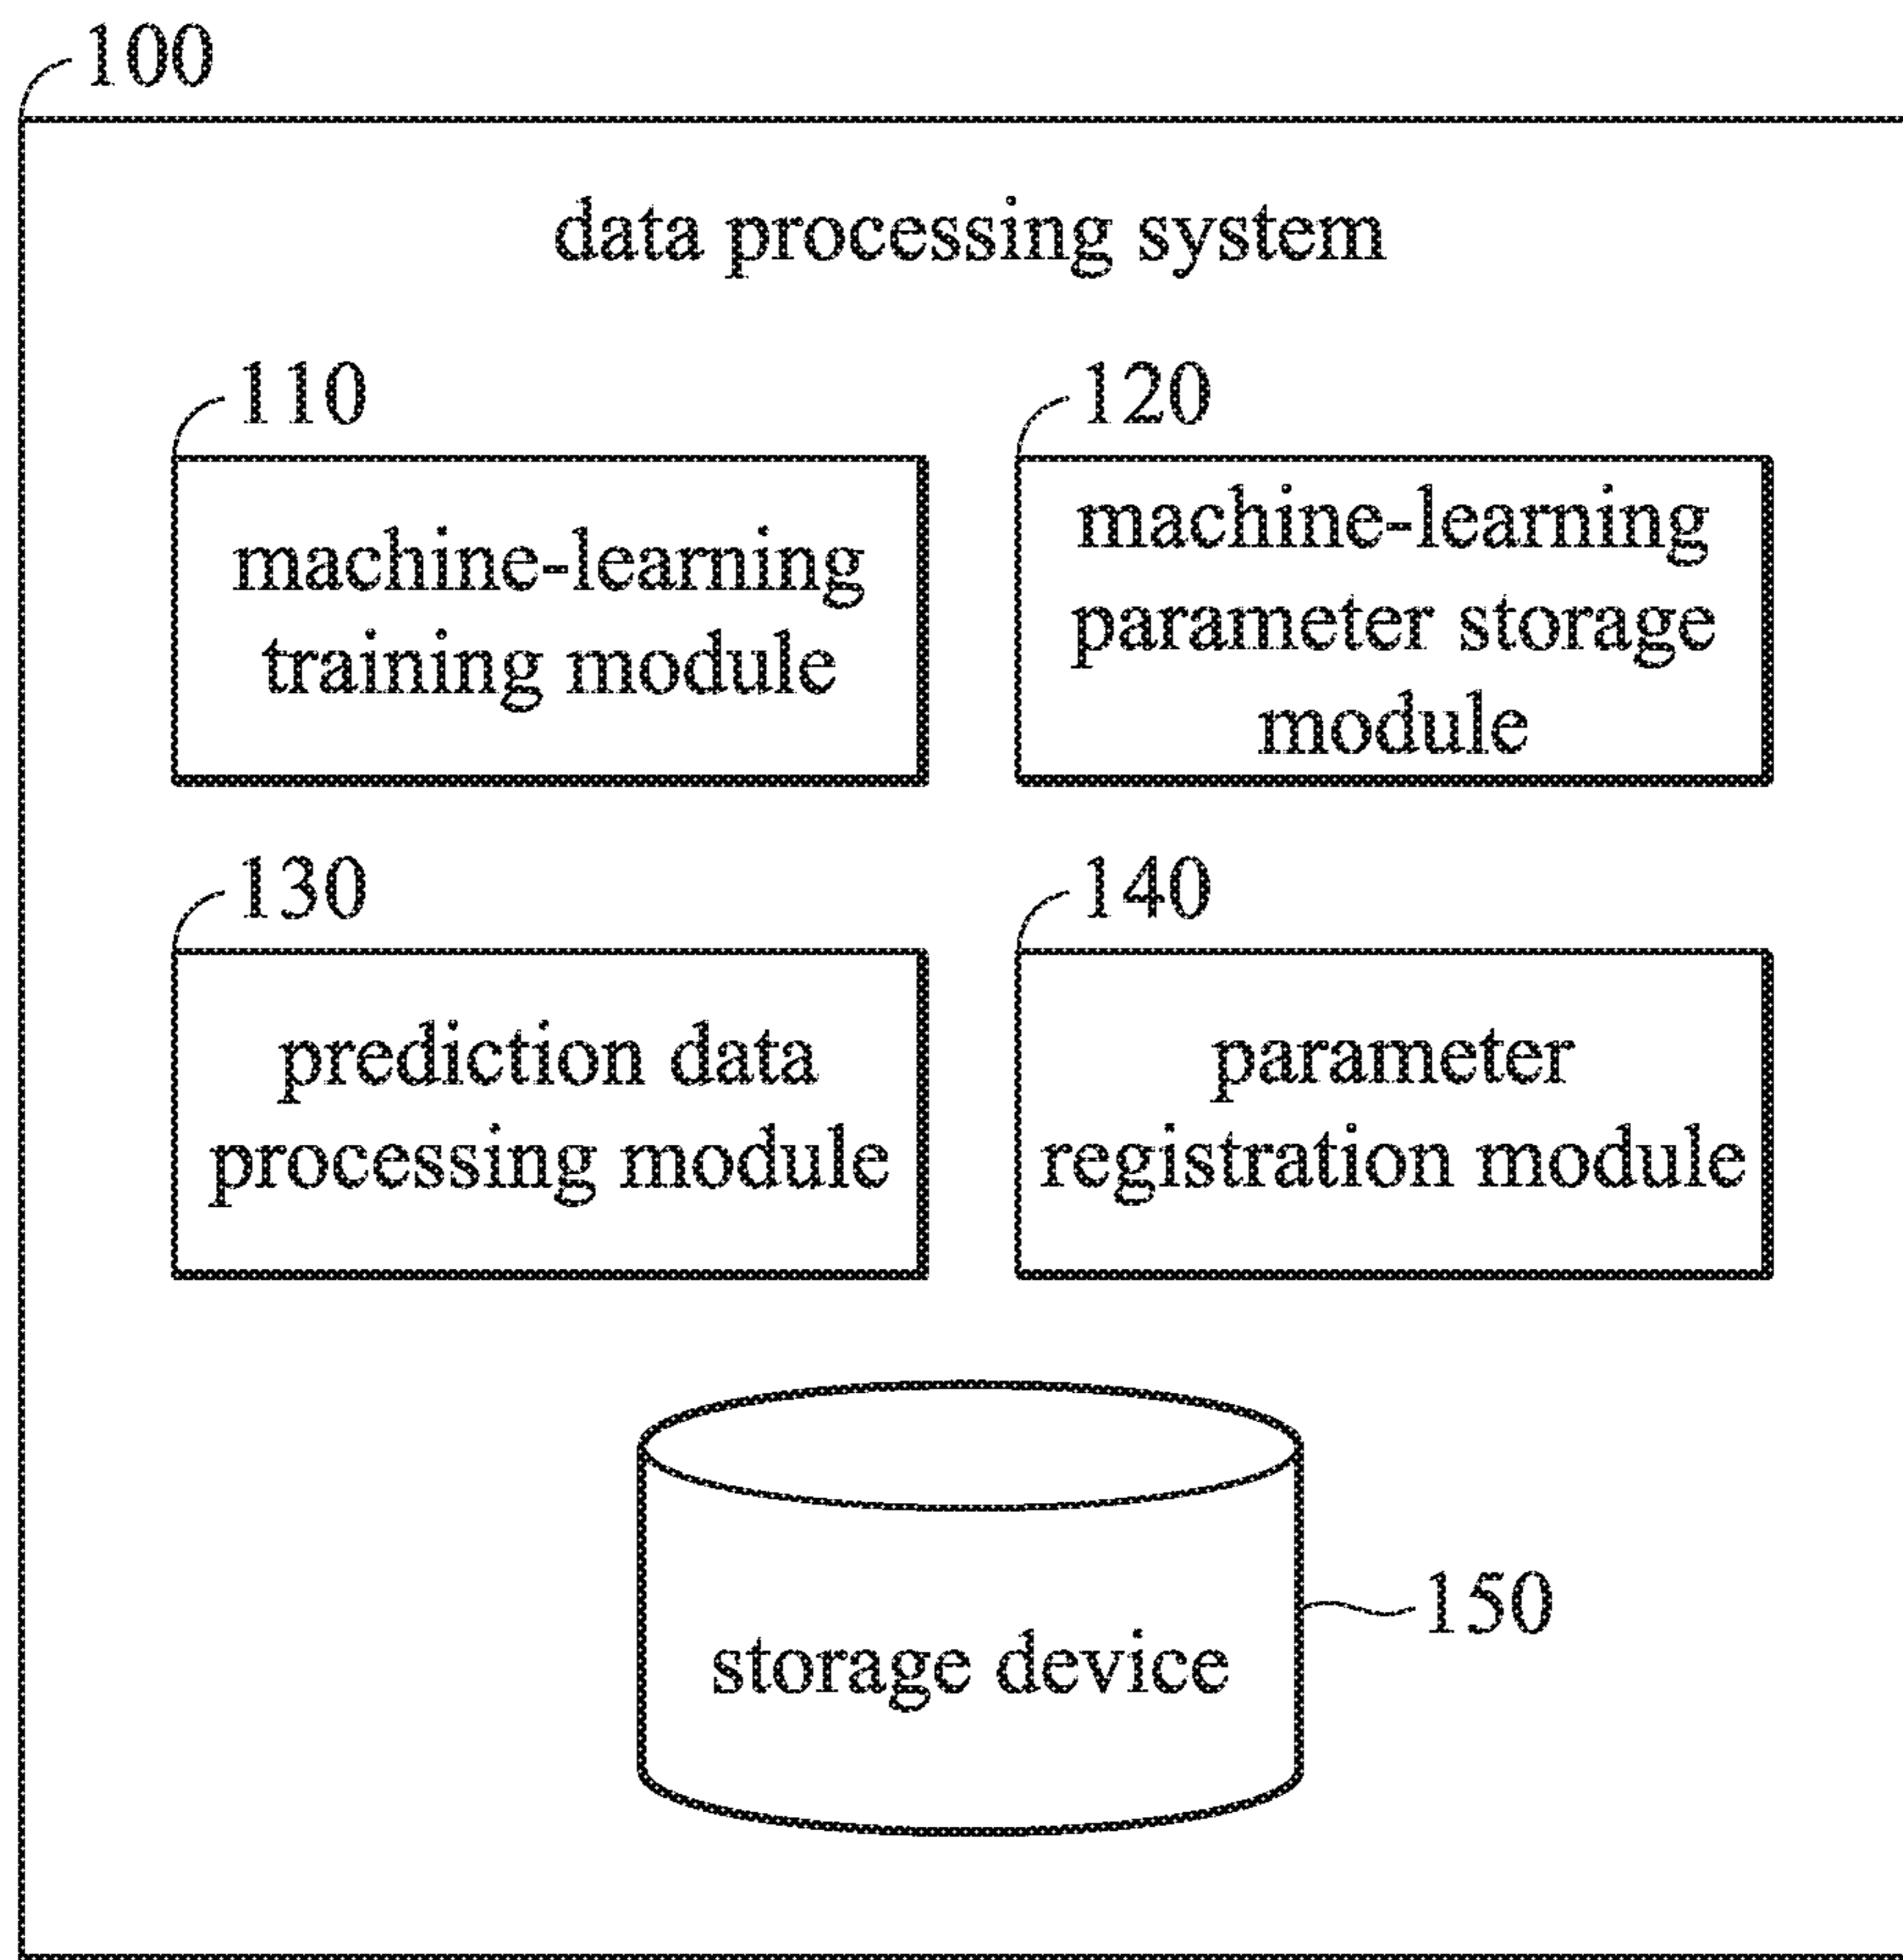 100
data processing system
110
machine-learning
training module
120
machine-learning
parameter storage
module
130
prediction data
processing module
140
parameter
registration module
150
storage device